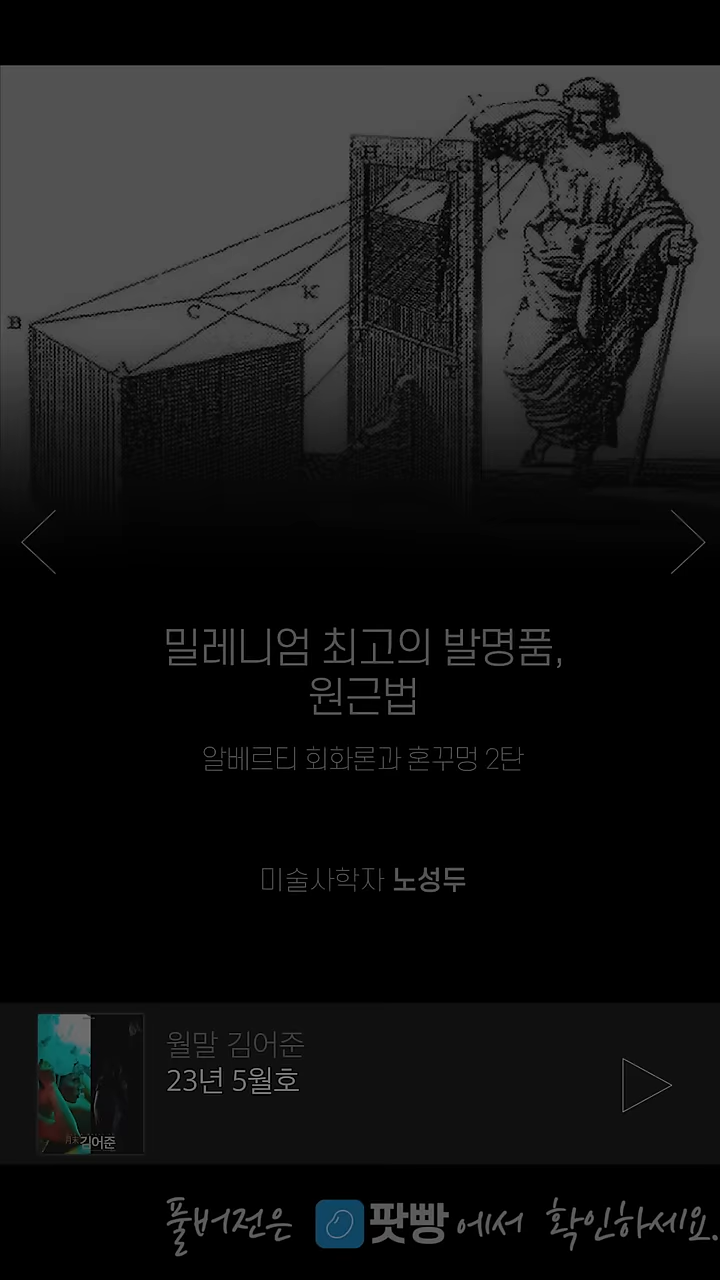 O
H
B
C
K
D
A
밀레니엄 최고의 발명품,
원근법
알베르티 회화론과 혼꾸멍 2탄
미술사학자 노성두
월말 김어준
23년 5월호
김어준
풀버전은 팟빵 에서 확인하세요.